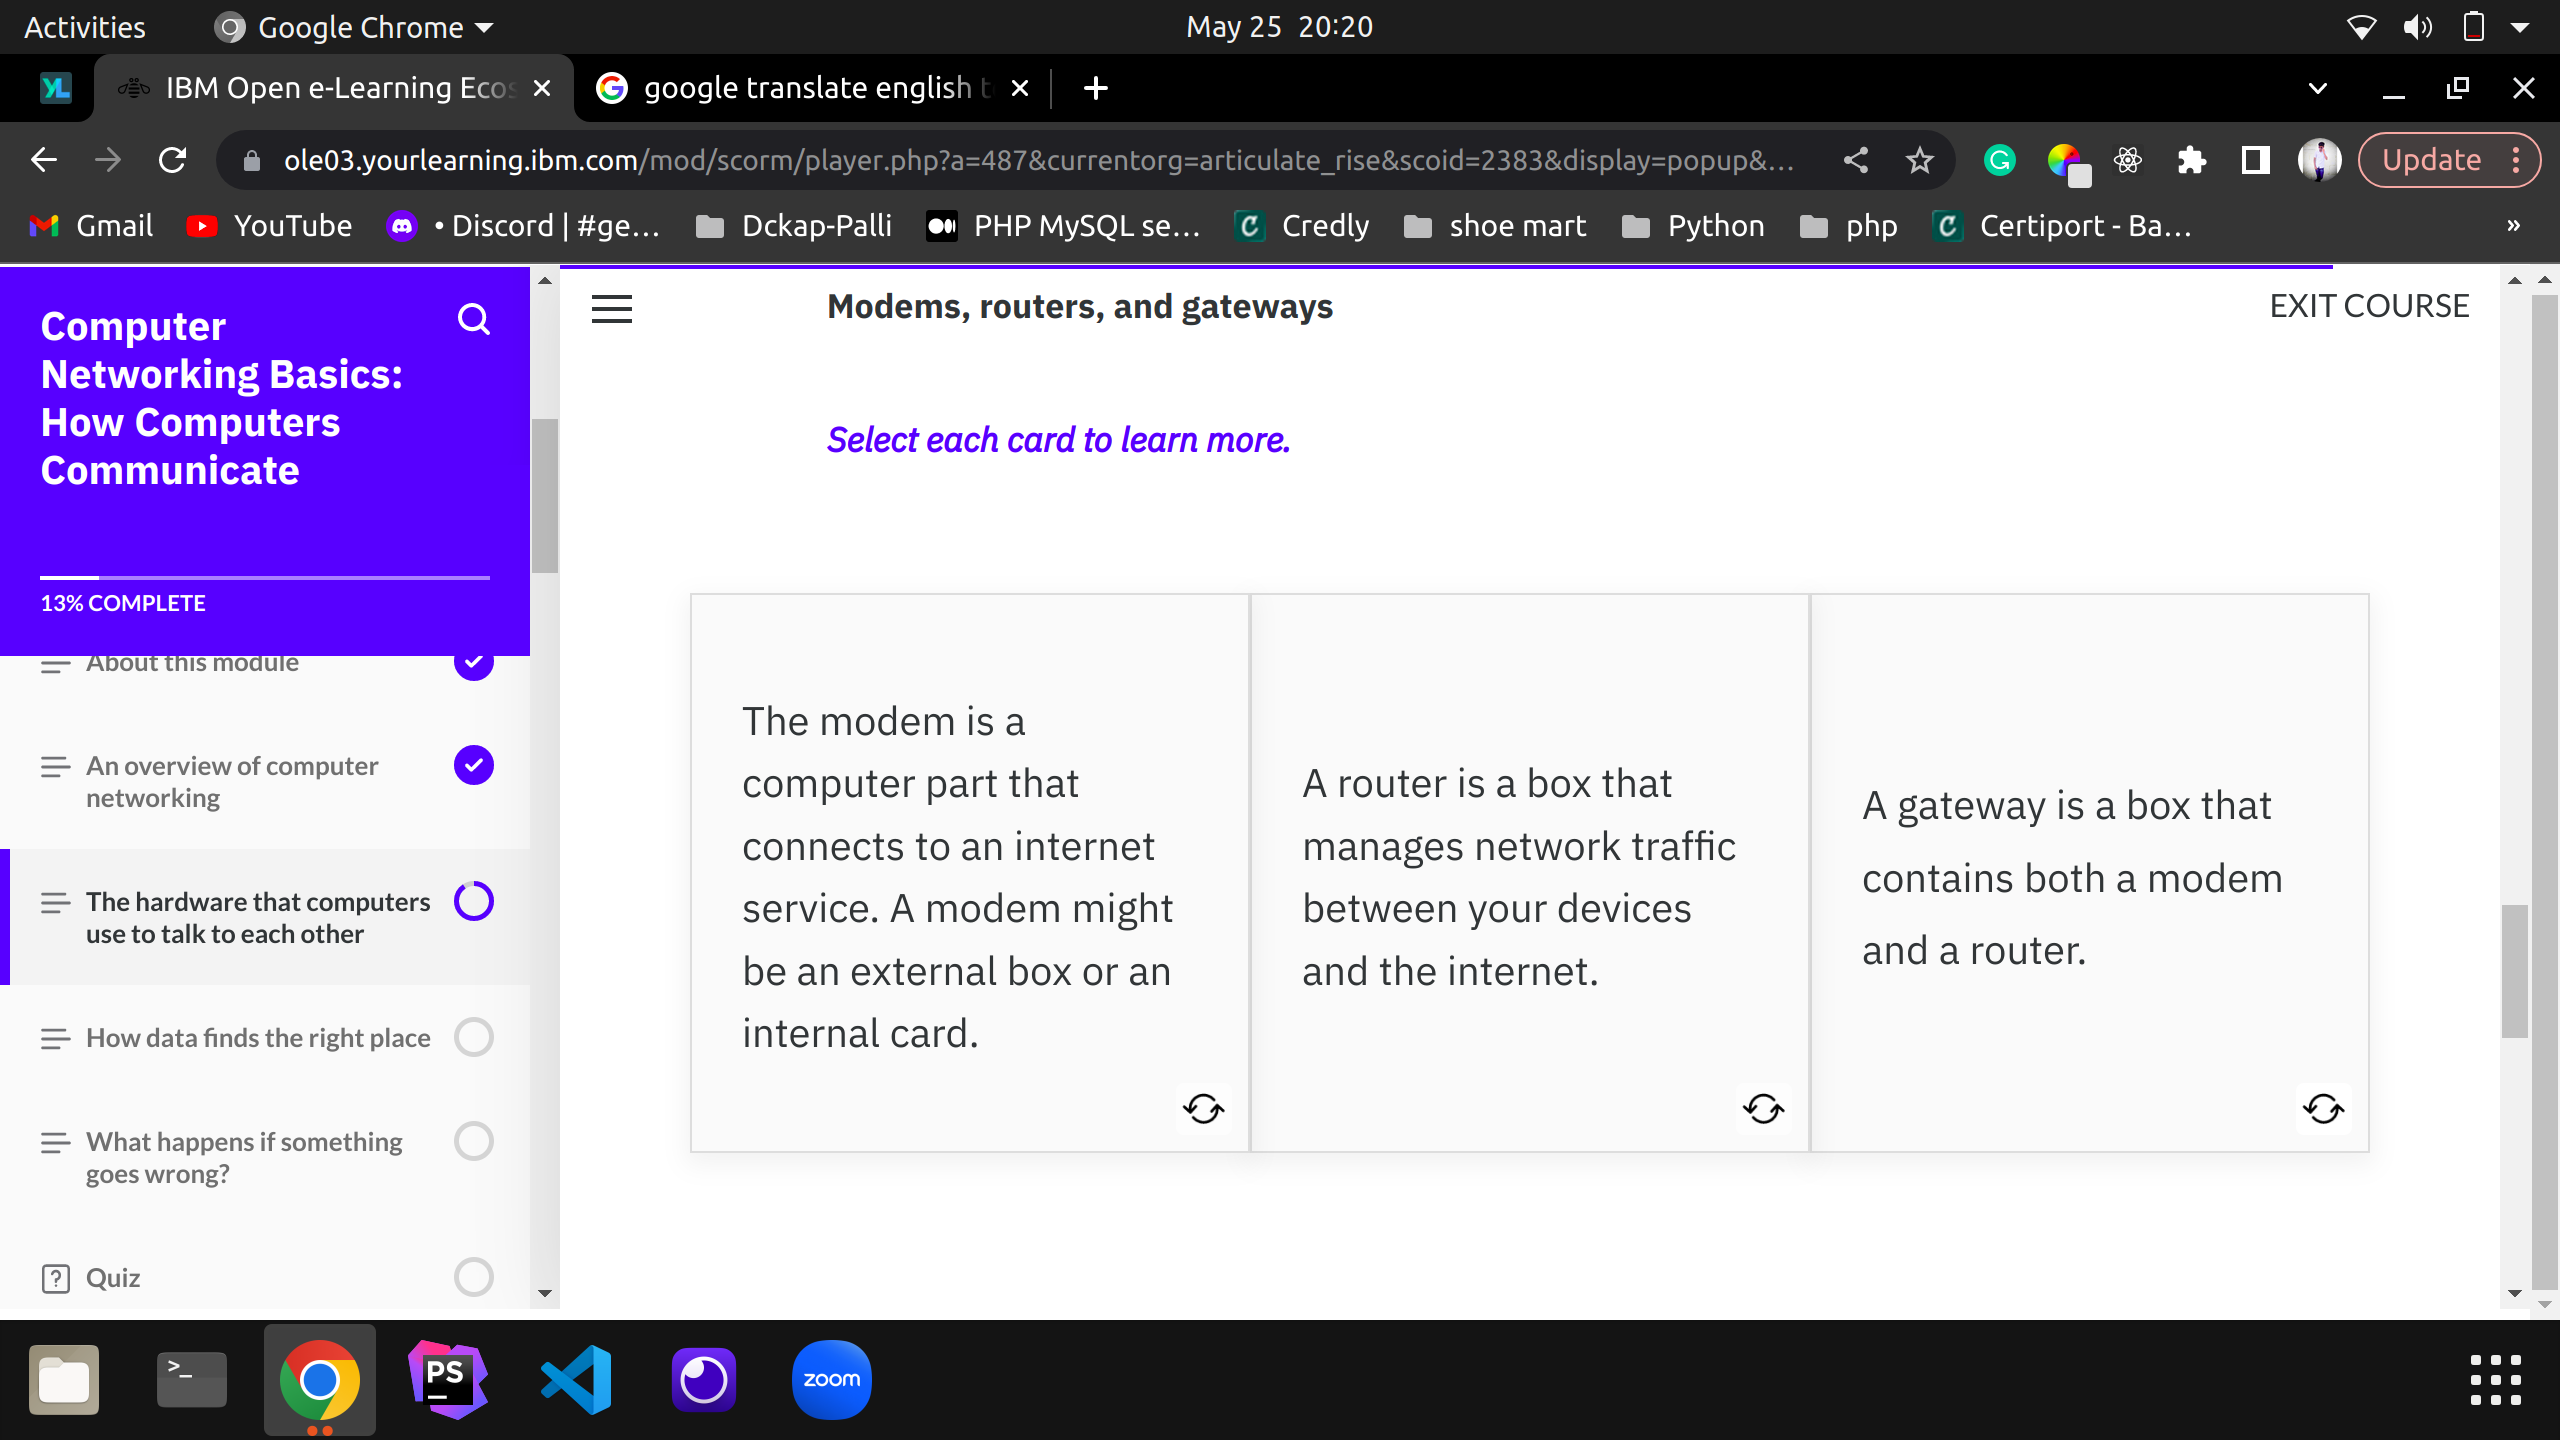 Activities
Google Chrome
May 25 20:20
YL
IBM Open e-Learning Ecos
google translate english t
ole03.yourlearning.ibm.com/mod/scorm/player.php?a=487&currentorg=articulate_rise&scoid=2383&display=popup&…
Update
Gmail
YouTube
• Discord | #ge…
Dckap-Palli
PHP MySQL se…
Credly
shoe mart
Python
php
Certiport - Ba…
»
Computer
Networking Basics:
How Computers
Communicate
13% COMPLETE
About this module
An overview of computer
networking
The hardware that computers
use to talk to each other
How data finds the right place
What happens if something
goes wrong?
Quiz
Modems, routers, and gateways
EXIT COURSE
Select each card to learn more.
The modem is a
computer part that
connects to an internet
service. A modem might
be an external box or an
internal card.
A router is a box that
manages network traffic
between your devices
and the internet.
A gateway is a box that
contains both a modem
and a router.
>_
PS
zoom